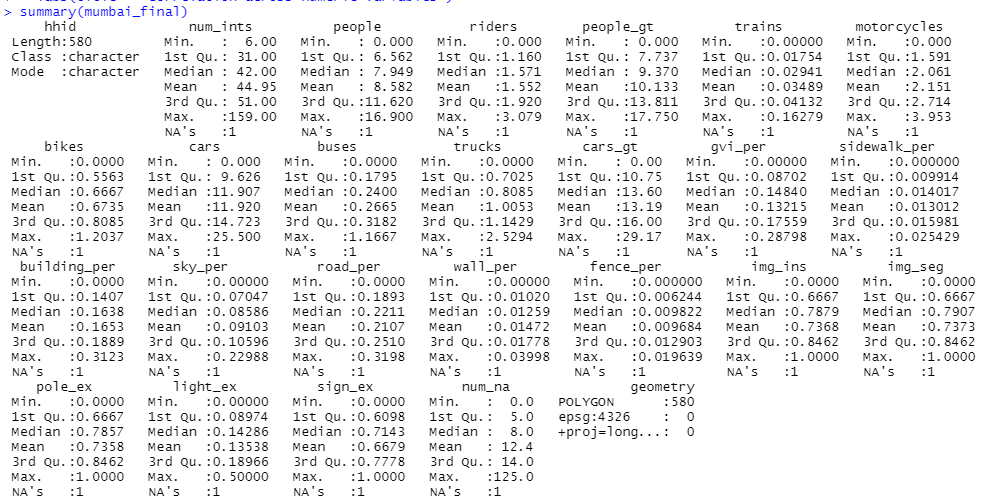 > summary(mumbai_final)
hhid num_ints people riders people_gt trains motorcycles
Length:580 Min. : 6.00 Min. : 0.000 Min. :0.000 Min. : 0.000 Min. :0.00000 Min. :0.000
Class :character 1st Qu.: 31.00 1st Qu.: 6.562 1st Qu.:1.160 1st Qu.: 7.737 1st Qu.:0.01754 1st Qu.:1.591
Mode :character Median : 42.00 Median : 7.949 Median :1.571 Median : 9.370 Median :0.02941 Median :2.061
Mean : 44.95 Mean : 8.582 Mean :1.552 Mean :10.133 Mean :0.03489 Mean :2.151
3rd Qu.: 51.00 3rd Qu.:11.620 3rd Qu.:1.920 3rd Qu.:13.811 3rd Qu.:0.04132 3rd Qu.:2.714
Max. :159.00 Max. :16.900 Max. :3.079 Max. :17.750 Max. :0.16279 Max. :3.953
NA's :1 NA's :1 NA's :1 NA's :1 NA's :1 NA's :1
bikes cars buses trucks cars_gt gvi_per sidewalk_per
Min. :0.0000 Min. : 0.000 Min. :0.0000 Min. :0.0000 Min. : 0.00 Min. :0.00000 Min. :0.000000
1st Qu.:0.5563 1st Qu.: 9.626 1st Qu.:0.1795 1st Qu.:0.7025 1st Qu.:10.75 1st Qu.:0.08702 1st Qu.:0.009914
Median :0.6667 Median :11.907 Median :0.2400 Median :0.8085 Median :13.60 Median :0.14840 Median :0.014017
Mean :0.6735 Mean :11.920 Mean :0.2665 Mean :1.0053 Mean :13.19 Mean :0.13215 Mean :0.013012
3rd Qu.:0.8085 3rd Qu.:14.723 3rd Qu.:0.3182 3rd Qu.:1.1429 3rd Qu.:16.00 3rd Qu.:0.17559 3rd Qu.:0.015981
Max. :1.2037 Max. :25.500 Max. :1.1667 Max. :2.5294 Max. :29.17 Max. :0.28798 Max. :0.025429
NA's :1 NA's :1 NA's :1 NA's :1 NA's :1 NA's :1 NA's :1
building_per sky_per road_per wall_per fence_per img_ins img_seg
Min. :0.0000 Min. :0.00000 Min. :0.0000 Min. :0.00000 Min. :0.000000 Min. :0.0000 Min. :0.0000
1st Qu.:0.1407 1st Qu.:0.07047 1st Qu.:0.1893 1st Qu.:0.01020 1st Qu.:0.006244 1st Qu.:0.6667 1st Qu.:0.6667
Median :0.1638 Median :0.08586 Median :0.2211 Median :0.01259 Median :0.009822 Median :0.7879 Median :0.7907
Mean :0.1653 Mean :0.09103 Mean :0.2107 Mean :0.01472 Mean :0.009684 Mean :0.7368 Mean :0.7373
3rd Qu.:0.1889 3rd Qu.:0.10596 3rd Qu.:0.2510 3rd Qu.:0.01778 3rd Qu.:0.012903 3rd Qu.:0.8462 3rd Qu.:0.8462
Max. :0.3123 Max. :0.22988 Max. :0.3198 Max. :0.03998 Max. :0.019639 Max. :1.0000 Max. :1.0000
NA's :1 NA's :1 NA's :1 NA's :1 NA's :1 NA's :1 NA's :1
pole_ex light_ex sign_ex num_na geometry
Min. :0.0000 Min. :0.00000 Min. :0.0000 Min. : 0.0 POLYGON :580
1st Qu.:0.6667 1st Qu.:0.08974 1st Qu.:0.6098 1st Qu.: 5.0 epsg:4326 : 0
Median :0.7857 Median :0.14286 Median :0.7143 Median : 8.0 +proj=long...: 0
Mean :0.7358 Mean :0.13538 Mean :0.6679 Mean : 12.4
3rd Qu.:0.8462 3rd Qu.:0.18966 3rd Qu.:0.7778 3rd Qu.: 14.0
Max. :1.0000 Max. :0.50000 Max. :1.0000 Max. :125.0
NA's :1 NA's :1 NA's :1 NA's :1